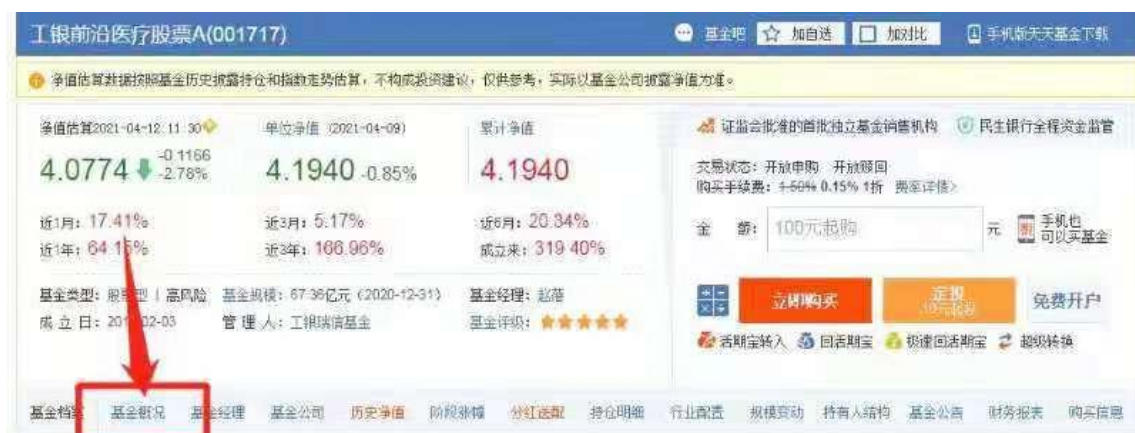 工银前沿医疗股票A(001717) 基金吧 加自选 加对比 手机版天天基金下载
净值估算数据按照基金历史披露持仓和指数走势估算，不构成投资建议，仅供参考，实际以基金公司披露净值为准。
净值估算2021-04-12 11:30 单位净值 (2021-04-09) 累计净值
4.0774 -0.1166 -2.78% 4.1940 -0.85% 4.1940
近1月: 17.41% 近3月: 5.17% 近6月: 20.34%
近1年: 64.15% 近3年: 166.96% 成立来: 319.40%
基金类型: 股票型 | 高风险 基金规模: 67.36亿元 (2020-12-31) 基金经理: 赵蓓
成 立 日: 02-03 管 理 人: 工银瑞信基金 基金评级: ★★★★★
证监会批准的首批独立基金销售机构 民生银行全程资金监管
交易状态: 开放申购 开放赎回
购买手续费: 1.50% 0.15% 1折 费率详情>
金 额: 100元起购 元 手机也可以买基金
立即购买 定投 10元起投 免费开户
活期宝转入 回活期宝 极速回活期宝 超级转换
基金档案 基金概况 基金经理 基金公司 历史净值 阶段涨幅 分红送配 持仓明细 行业配置 规模变动 持有人结构 基金公告 财务报表 购买信息